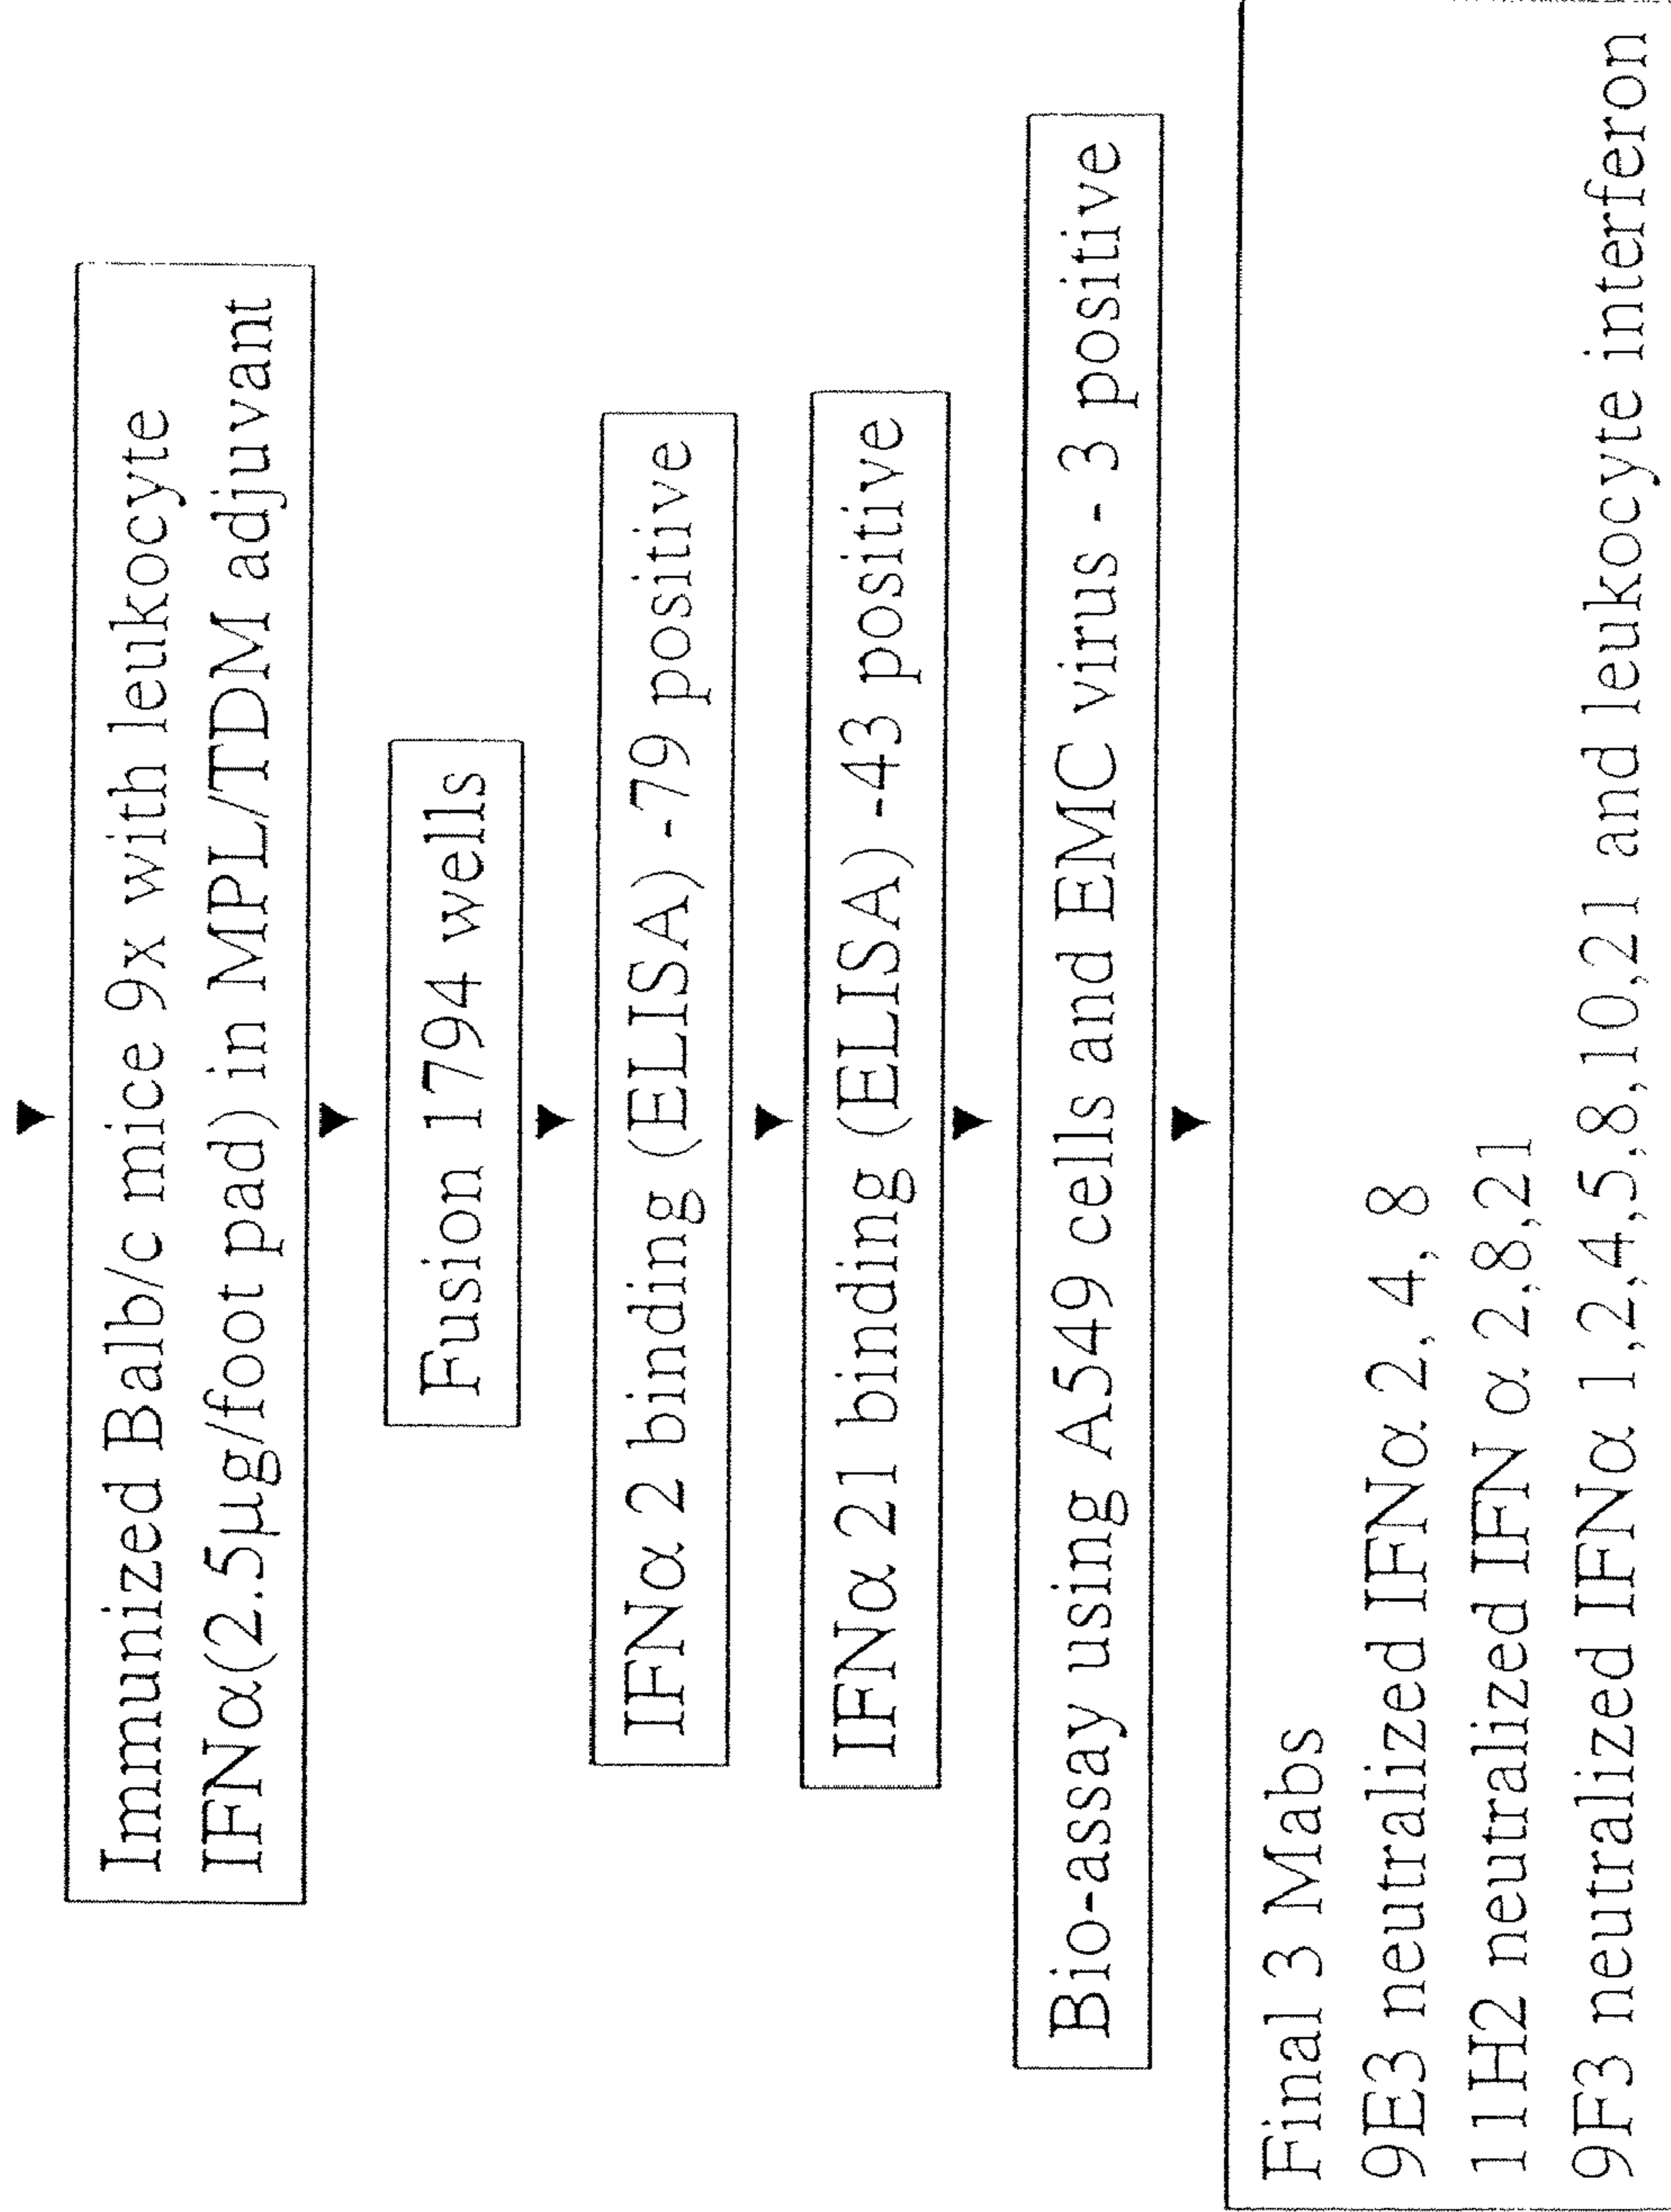 Immunized Balb/c mice 9x with leukocyte
IFNα(2.5µg/foot pad) in MPL/TDM adjuvant
Fusion 1794 wells
IFNα 2 binding (ELISA) -79 positive
IFNα 21 binding (ELISA) -43 positive
Bio-assay using A549 cells and EMC virus - 3 positive
Final 3 Mabs
9E3 neutralized IFNα 2, 4, 8
11H2 neutralized IFN α 2,8,21
9F3 neutralized IFNα 1,2,4,5,8,10,21 and leukocyte interferon